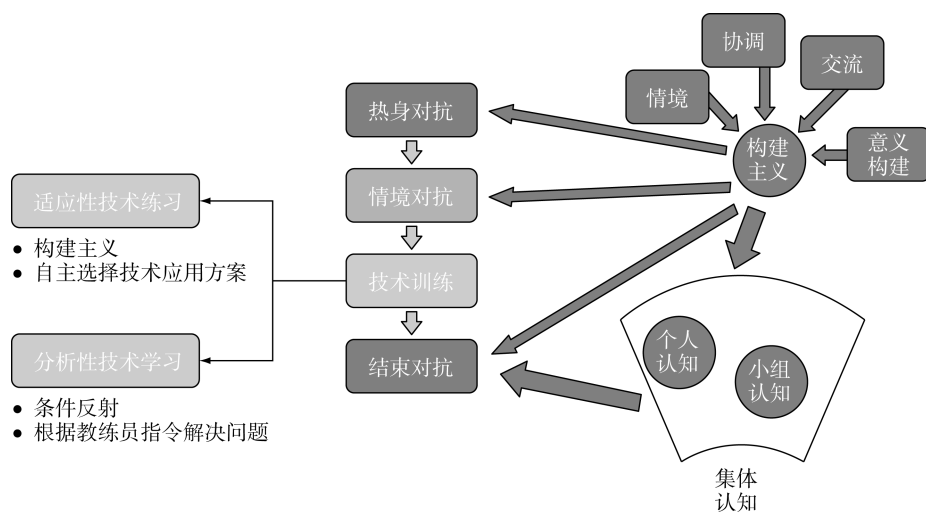 协调
交流
情境
热身对抗
构建
主义
意义
构建
适应性技术练习
情境对抗
• 构建主义
• 自主选择技术应用方案
技术训练
分析性技术学习
结束对抗
个人
认知
小组
认知
• 条件反射
• 根据教练员指令解决问题
集体
认知